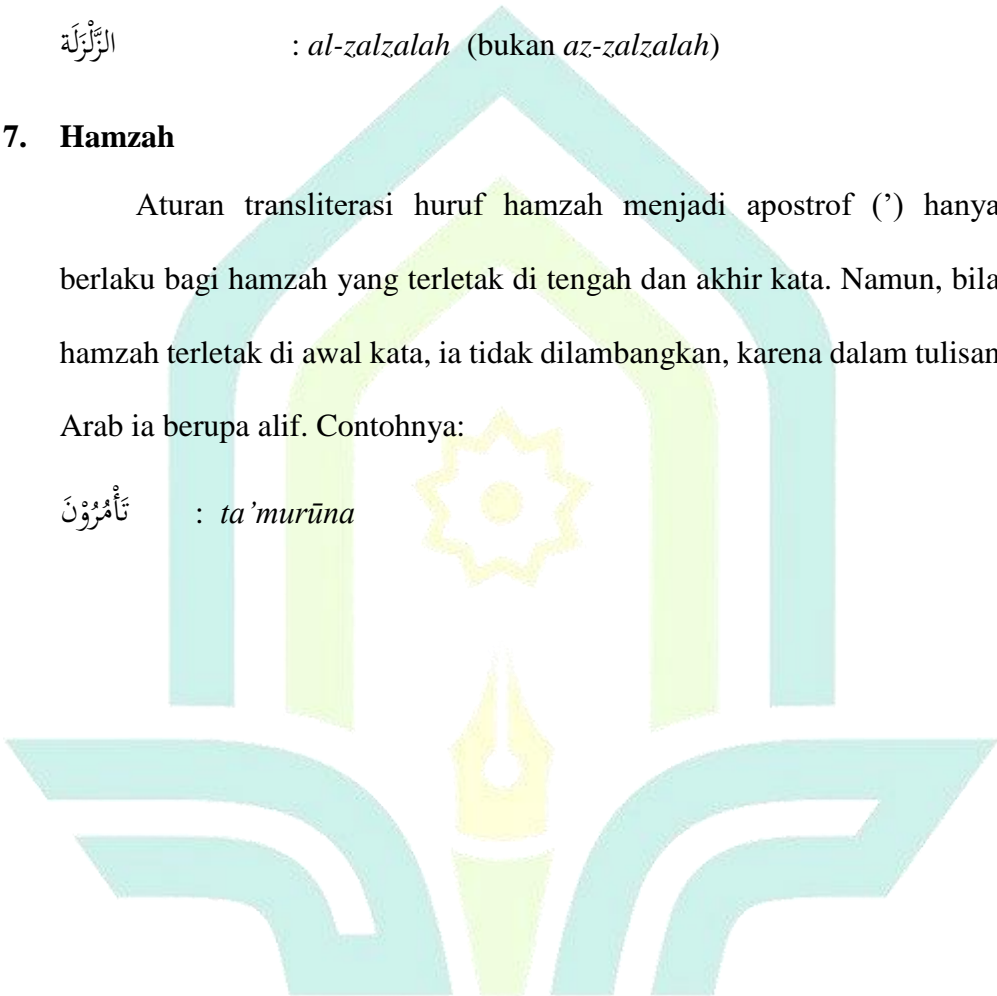 الزَّلْزَلَة : al-zalzalah (bukan az-zalzalah)
7. Hamzah
Aturan transliterasi huruf hamzah menjadi apostrof (’) hanya
berlaku bagi hamzah yang terletak di tengah dan akhir kata. Namun, bila
hamzah terletak di awal kata, ia tidak dilambangkan, karena dalam tulisan
Arab ia berupa alif. Contohnya:
تَأْمُرُوْنَ : ta’murūna